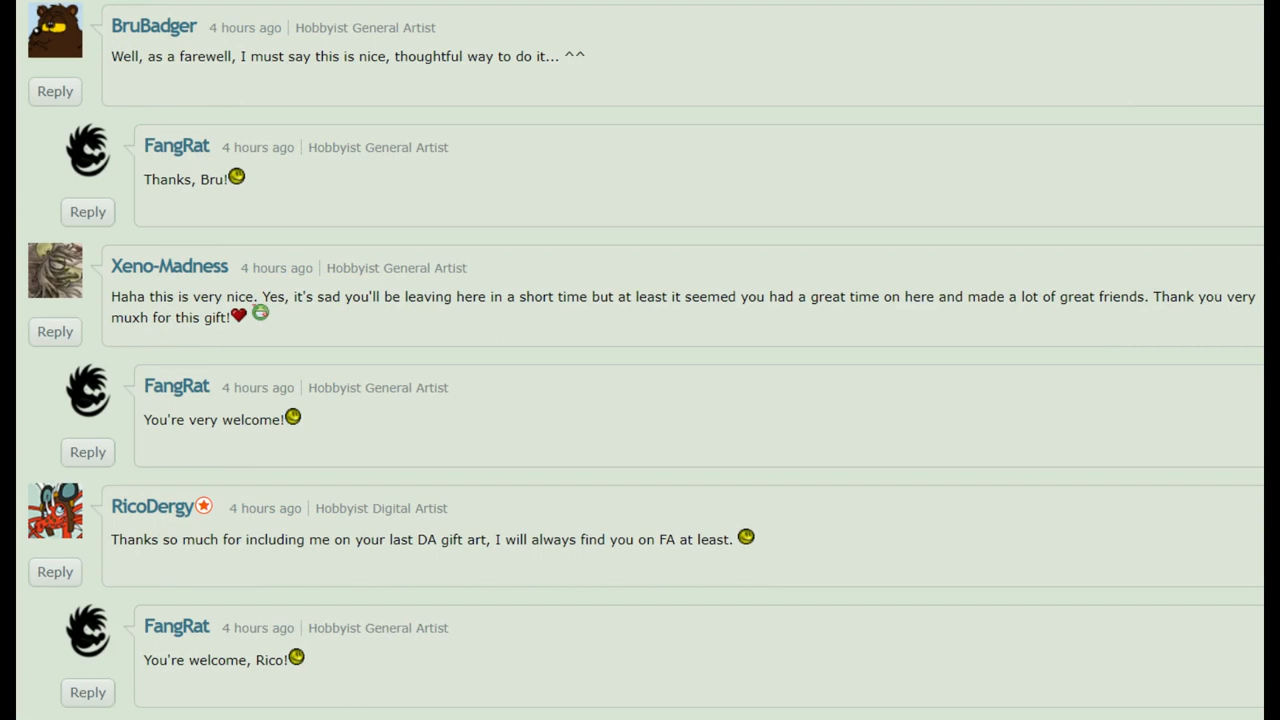 BruBadger 4 hours ago | Hobbyist General Artist
Well, as a farewell, I must say this is nice, thoughtful way to do it... ^^
Reply
FangRat 4 hours ago | Hobbyist General Artist
Thanks, Bru!
Reply
Xeno-Madness 4 hours ago | Hobbyist General Artist
Haha this is very nice. Yes, it's sad you'll be leaving here in a short time but at least it seemed you had a great time on here and made a lot of great friends. Thank you very
muxh for this gift!
Reply
FangRat 4 hours ago | Hobbyist General Artist
You're very welcome!
Reply
RicoDergy 4 hours ago | Hobbyist Digital Artist
Thanks so much for including me on your last DA gift art, I will always find you on FA at least.
Reply
FangRat 4 hours ago | Hobbyist General Artist
You're welcome, Rico!
Reply